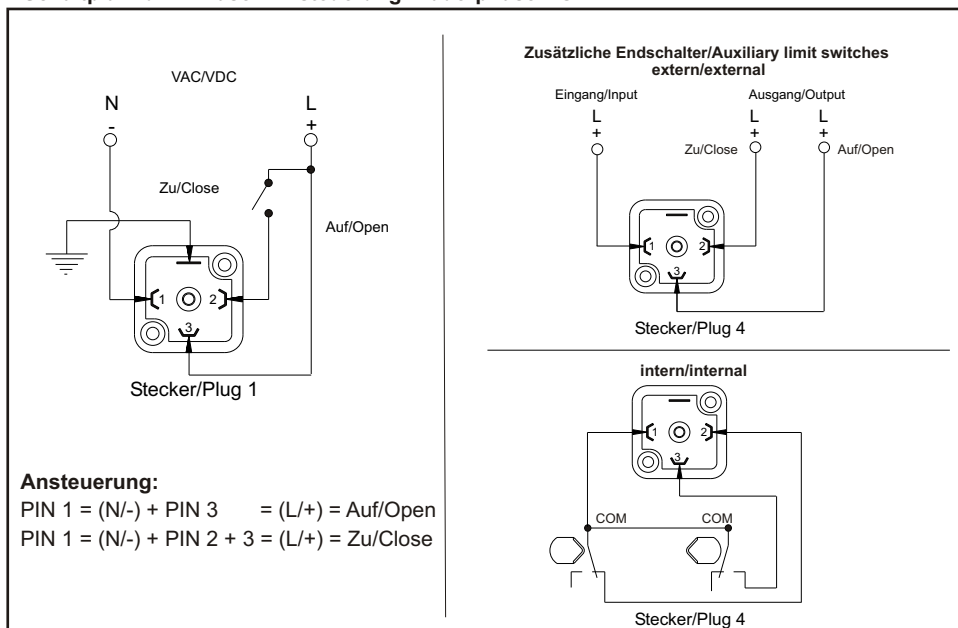 VAC/VDC
N
-
L
+
Zu/Close
Auf/Open
1
2
3
Stecker/Plug 1
Ansteuerung:
PIN 1 = (N/-) + PIN 3 = (L/+) = Auf/Open
PIN 1 = (N/-) + PIN 2 + 3 = (L/+) = Zu/Close
Zusätzliche Endschalter/Auxiliary limit switches
extern/external
Eingang/Input
Ausgang/Output
L
+
L
+
L
+
Zu/Close
Auf/Open
1
2
3
Stecker/Plug 4
intern/internal
1
2
3
COM
COM
Stecker/Plug 4